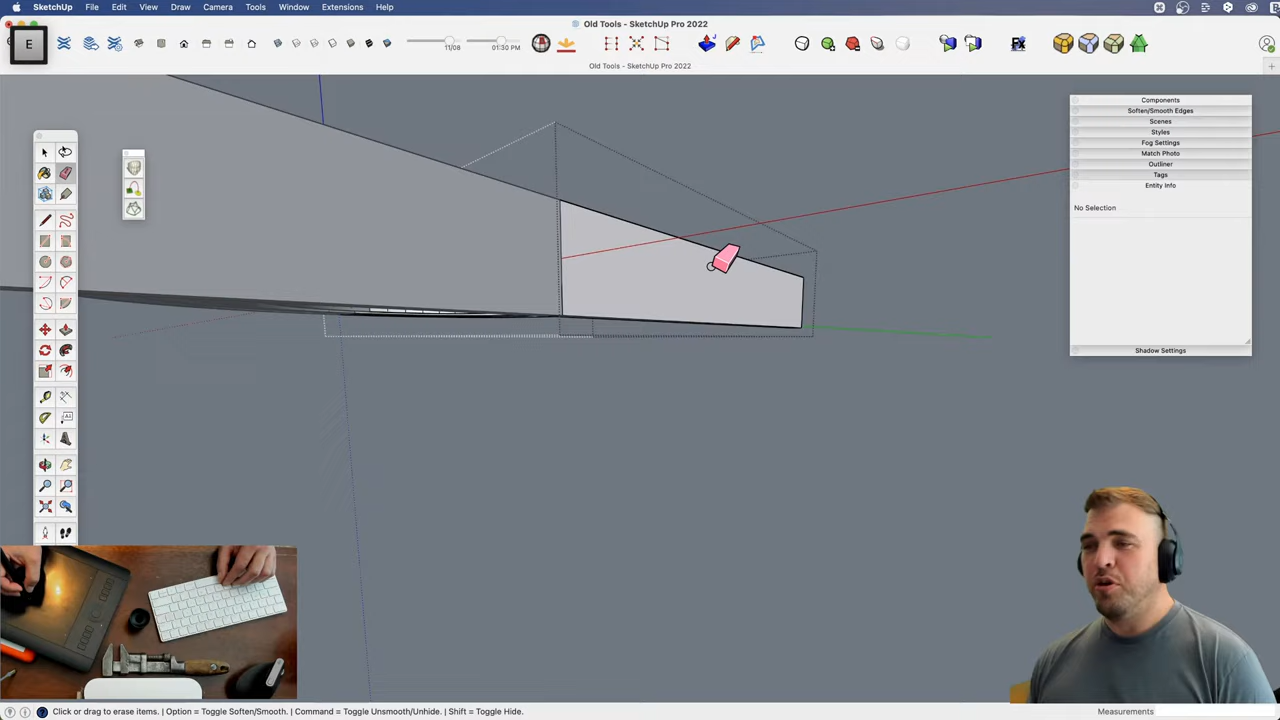 SketchUp File Edit View Draw Camera Tools Window Extensions Help
E
Old Tools - SketchUp Pro 2022
11/08 01:30 PM
Old Tools - SketchUp Pro 2022
Components
Soften/Smooth Edges
Scenes
Styles
Fog Settings
Match Photo
Outliner
Tags
Entity Info
No Selection
Shadow Settings
Click or drag to erase items. | Option = Toggle Soften/Smooth. | Command = Toggle Unsmooth/Unhide. | Shift = Toggle Hide.
Measurements